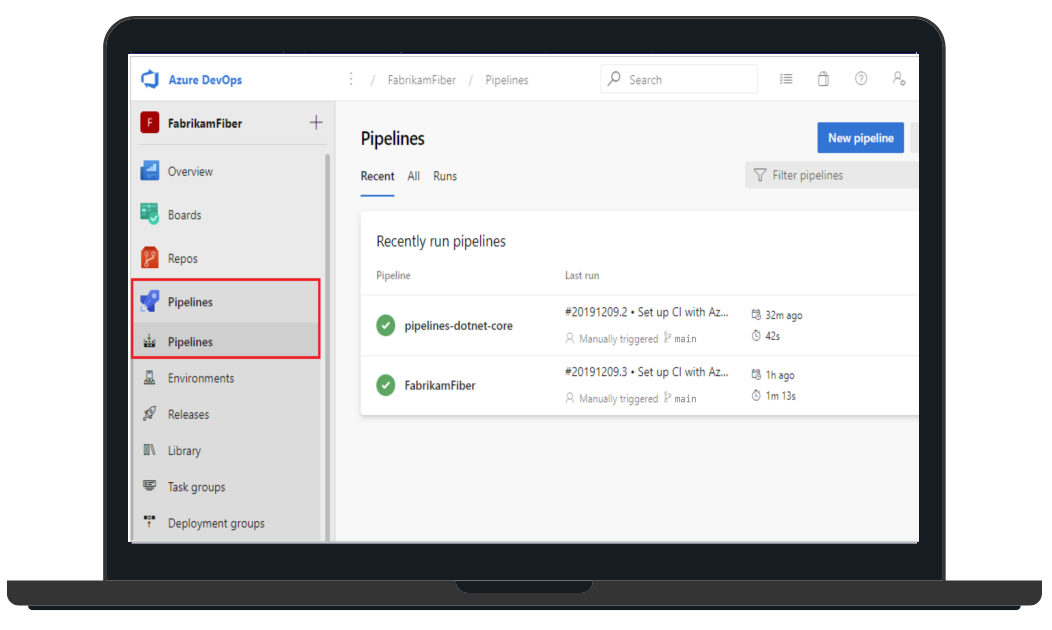 Azure DevOps
/ FabrikamFiber / Pipelines
Search
F FabrikamFiber
Overview
Boards
Repos
Pipelines
Pipelines
Environments
Releases
Library
Task groups
Deployment groups
Pipelines
New pipeline
Recent All Runs
Filter pipelines
Recently run pipelines
Pipeline Last run
pipelines-dotnet-core
#20191209.2 • Set up CI with Az...
Manually triggered main
32m ago
42s
FabrikamFiber
#20191209.3 • Set up CI with Az...
Manually triggered main
1h ago
1m 13s